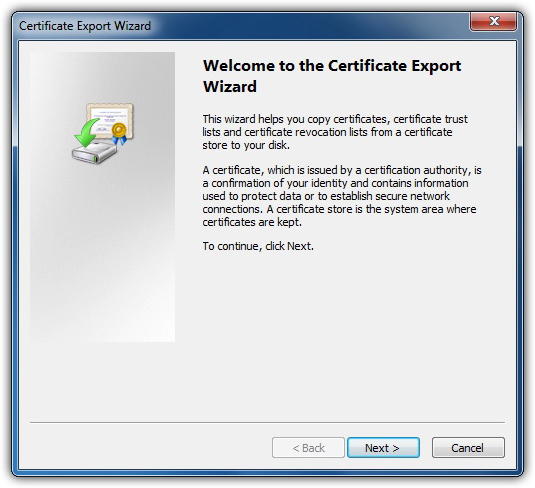 Certificate Export Wizard
Welcome to the Certificate Export
Wizard
This wizard helps you copy certificates, certificate trust
lists and certificate revocation lists from a certificate
store to your disk.
A certificate, which is issued by a certification authority, is
a confirmation of your identity and contains information
used to protect data or to establish secure network
connections. A certificate store is the system area where
certificates are kept.
To continue, click Next.
< Back Next > Cancel